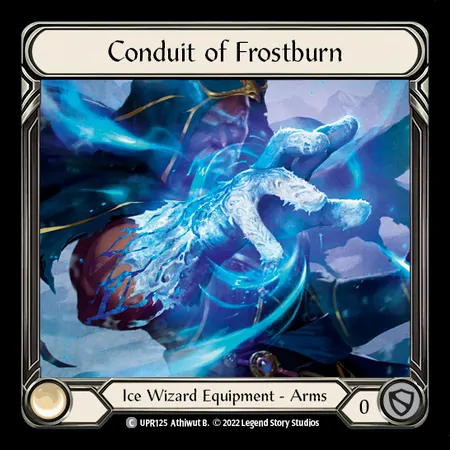 Conduit of Frostburn
Ice Wizard Equipment - Arms
0
C UPR125 Athiwut B. © 2022 Legend Story Studios